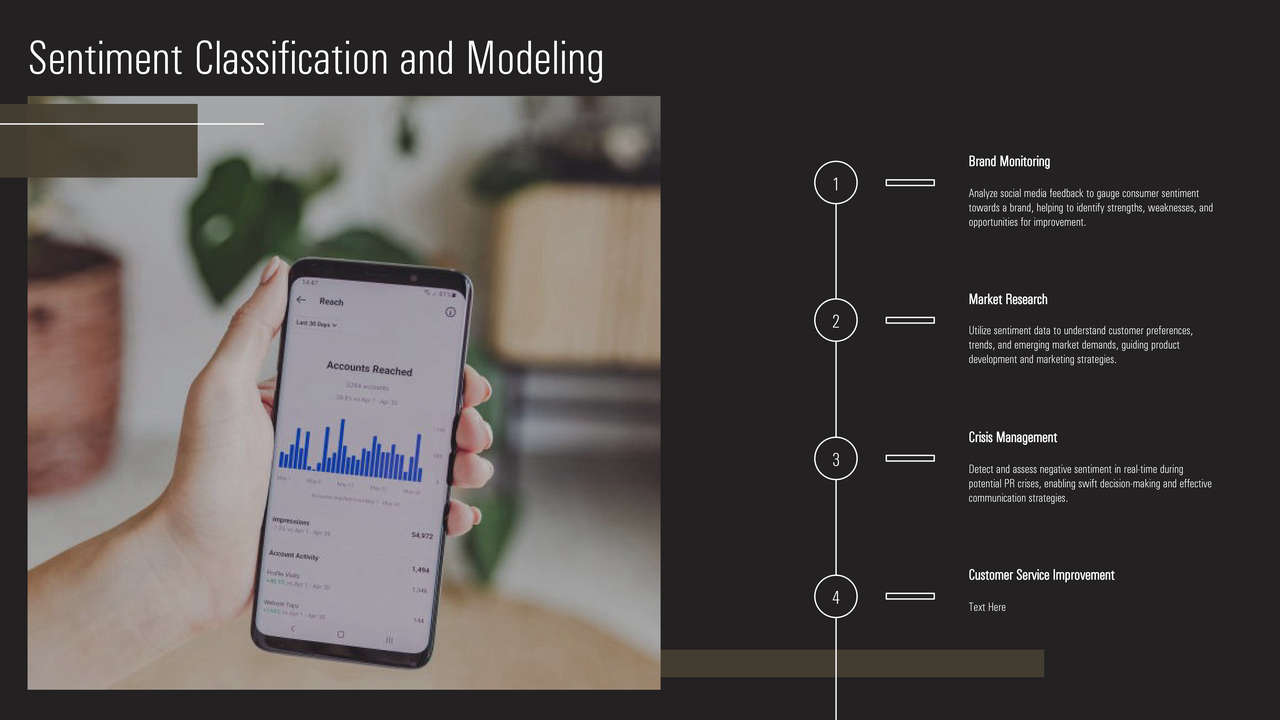 Sentiment Classification and Modeling
14:47
Reach
Last 30 Days
Accounts Reached
Impressions
54,972
Account Activity
1,494
Profile Visits
Website Taps
144
1
Brand Monitoring
Analyze social media feedback to gauge consumer sentiment
towards a brand, helping to identify strengths, weaknesses, and
opportunities for improvement.
2
Market Research
Utilize sentiment data to understand customer preferences,
trends, and emerging market demands, guiding product
development and marketing strategies.
3
Crisis Management
Detect and assess negative sentiment in real-time during
potential PR crises, enabling swift decision-making and effective
communication strategies.
4
Customer Service Improvement
Text Here